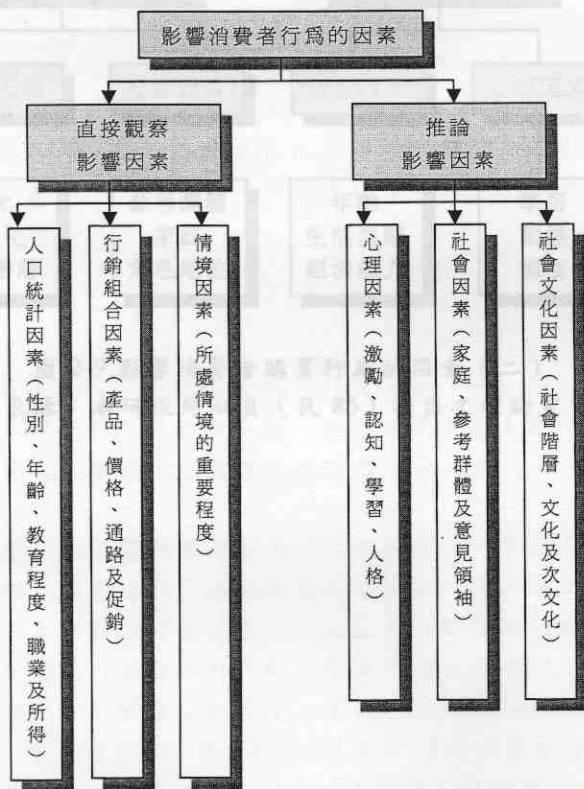 影響消費者行為的因素
直接觀察
影響因素
推論
影響因素
人口統計因素（性別、年齡、教育程度、職業及所得）
行銷組合因素（產品、價格、通路及促銷）
情境因素（所處情境的重要程度）
心理因素（激勵、認知、學習、人格）
社會因素（家庭、參考群體及意見領袖）
社會文化因素（社會階層、文化及次文化）